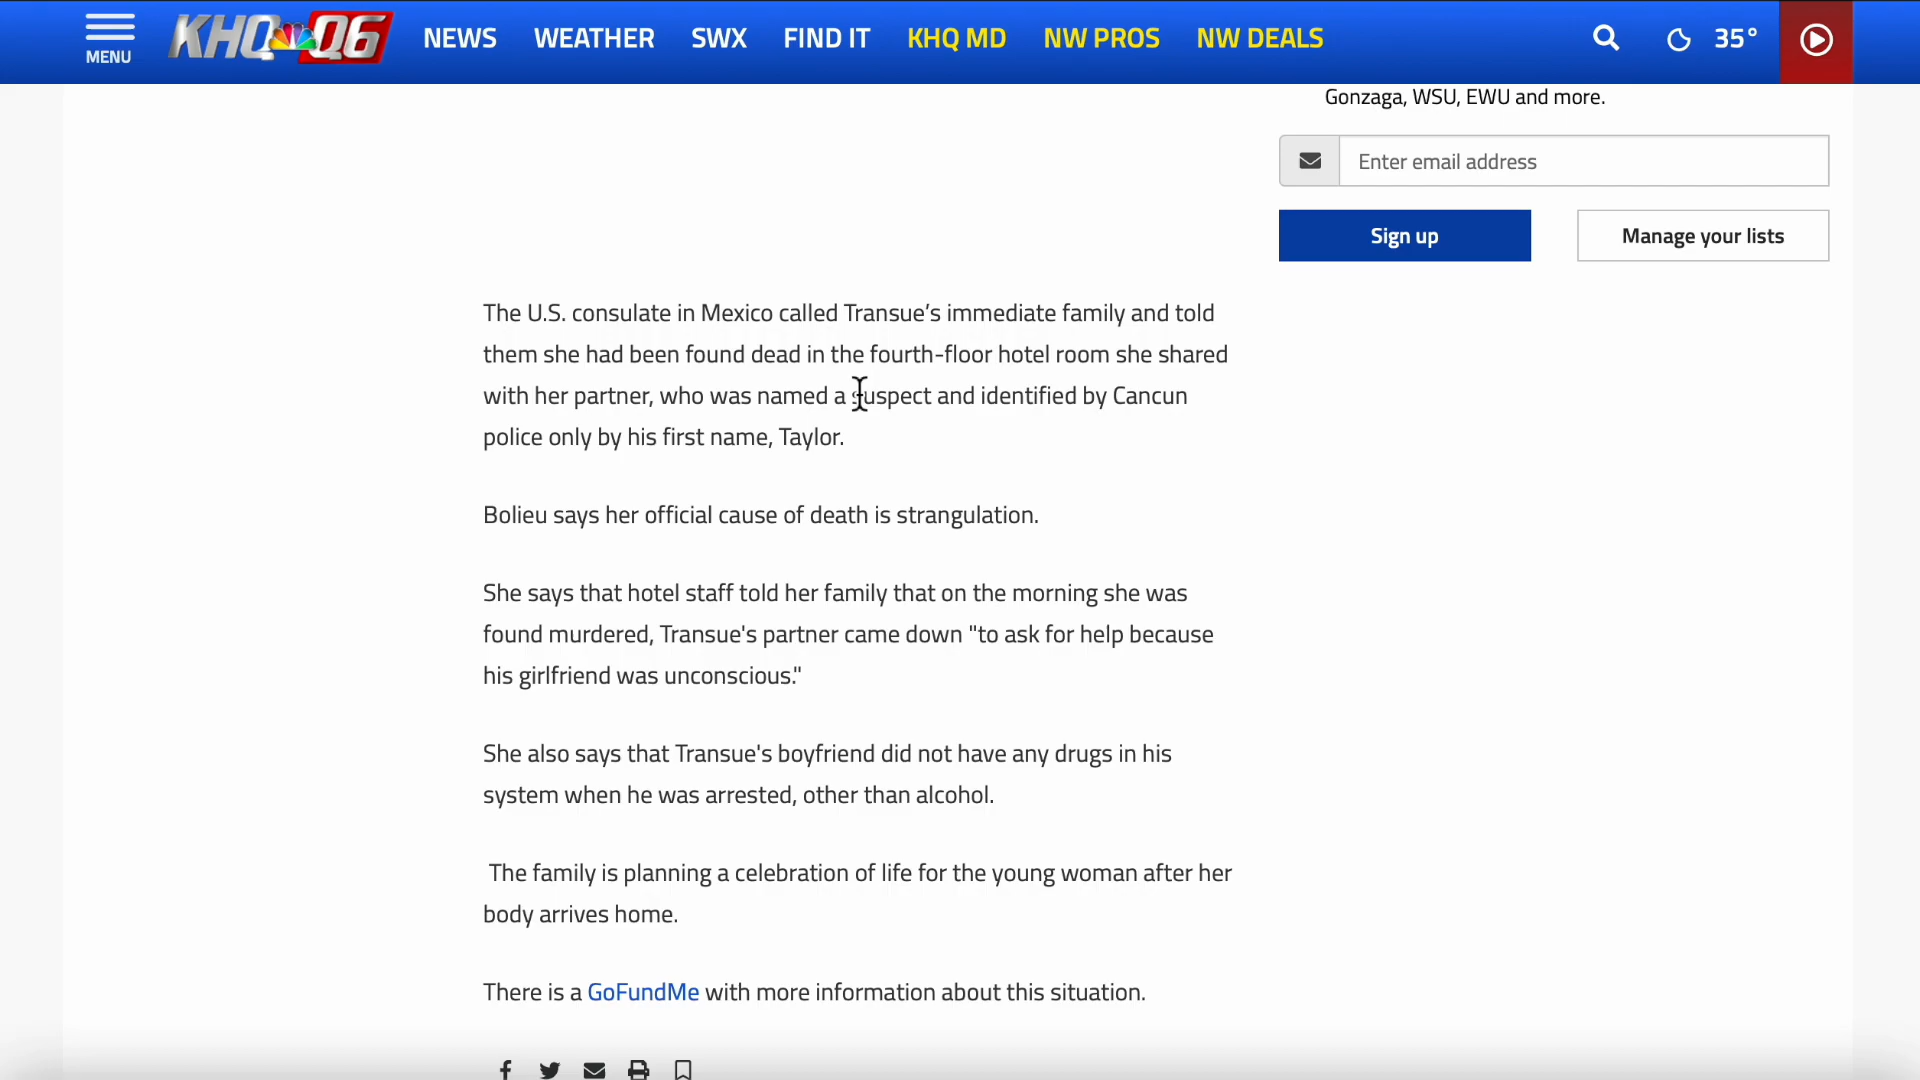 MENU
KHQ Q6
NEWS
WEATHER
SWX
FIND IT
KHQ MD
NW PROS
NW DEALS
35°
Gonzaga, WSU, EWU and more.
Enter email address
Sign up
Manage your lists
The U.S. consulate in Mexico called Transue’s immediate family and told
them she had been found dead in the fourth-floor hotel room she shared
with her partner, who was named a suspect and identified by Cancun
police only by his first name, Taylor.
Bolieu says her official cause of death is strangulation.
She says that hotel staff told her family that on the morning she was
found murdered, Transue's partner came down "to ask for help because
his girlfriend was unconscious."
She also says that Transue's boyfriend did not have any drugs in his
system when he was arrested, other than alcohol.
The family is planning a celebration of life for the young woman after her
body arrives home.
There is a GoFundMe with more information about this situation.